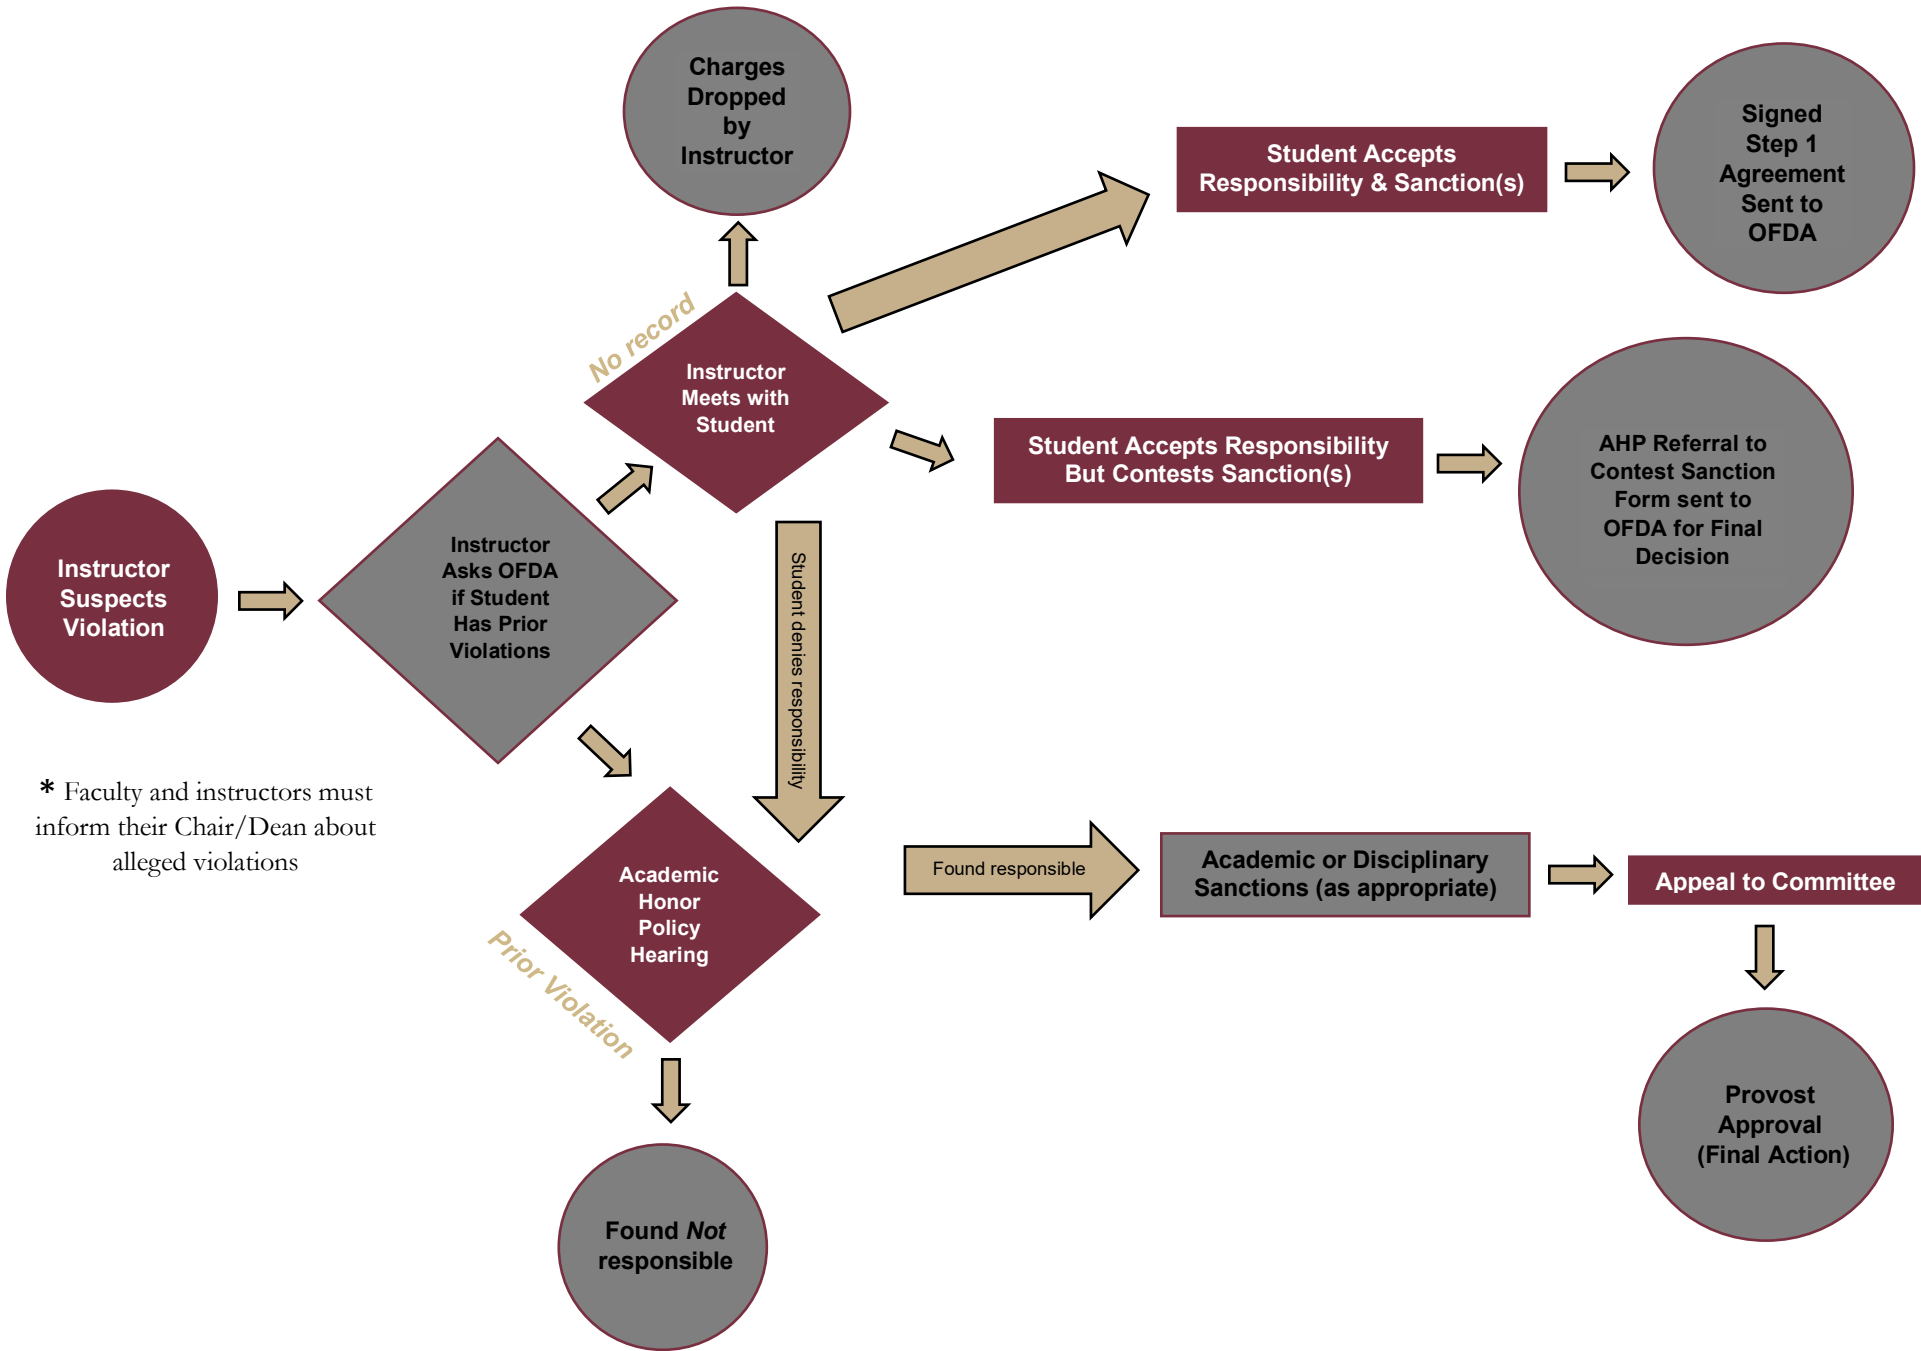 Charges
Dropped
by
Instructor
Student Accepts
Responsibility & Sanction(s)
Signed
Step 1
Agreement
Sent to
OFDA
No record
Instructor
Meets with
Student
Student Accepts Responsibility
But Contests Sanction(s)
AHP Referral to
Contest Sanction
Form sent to
OFDA for Final
Decision
Instructor
Suspects
Violation
Instructor
Asks OFDA
if Student
Has Prior
Violations
Student denies responsibility
* Faculty and instructors must
inform their Chair/Dean about
alleged violations
Academic
Honor
Policy
Hearing
Prior Violation
Found responsible
Academic or Disciplinary
Sanctions (as appropriate)
Appeal to Committee
Provost
Approval
(Final Action)
Found Not
responsible